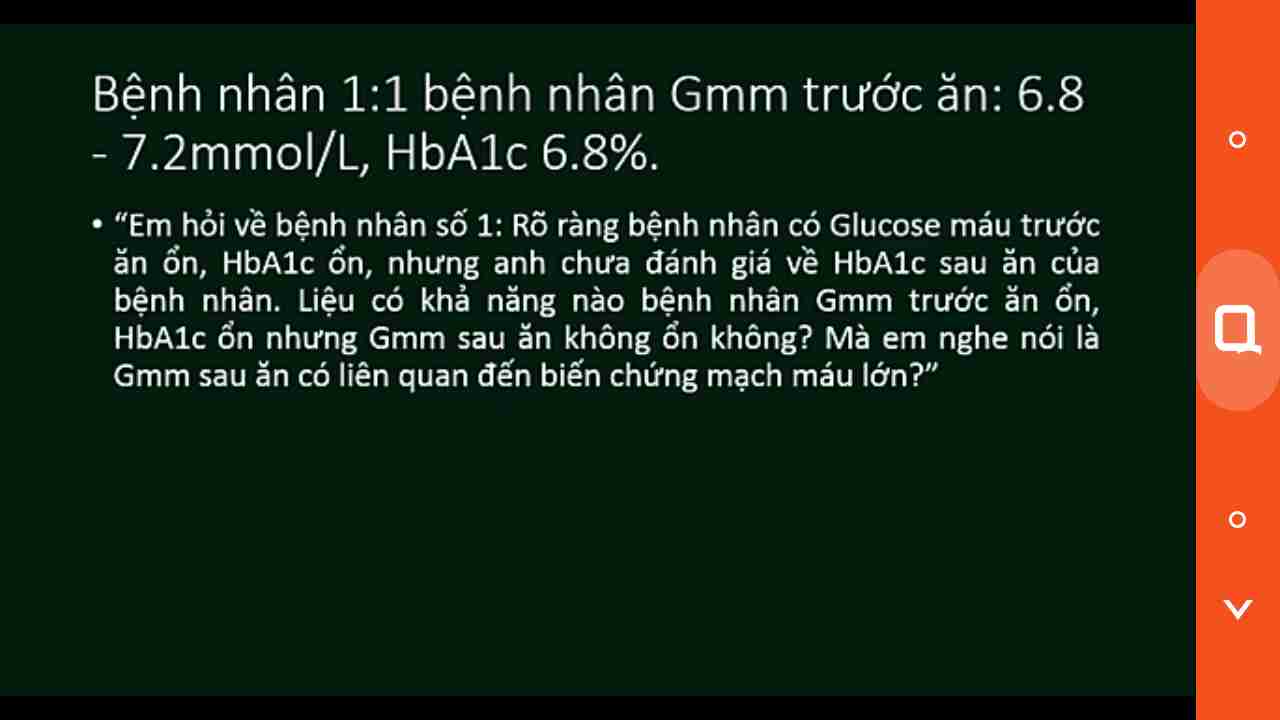 Bệnh nhân 1:1 bệnh nhân Gmm trước ăn: 6.8
- 7.2mmol/L, HbA1c 6.8%.
• “Em hỏi về bệnh nhân số 1: Rõ ràng bệnh nhân có Glucose máu trước
ăn ổn, HbA1c ổn, nhưng anh chưa đánh giá về HbA1c sau ăn của
bệnh nhân. Liệu có khả năng nào bệnh nhân Gmm trước ăn ổn,
HbA1c ổn nhưng Gmm sau ăn không ổn không? Mà em nghe nói là
Gmm sau ăn có liên quan đến biến chứng mạch máu lớn?”